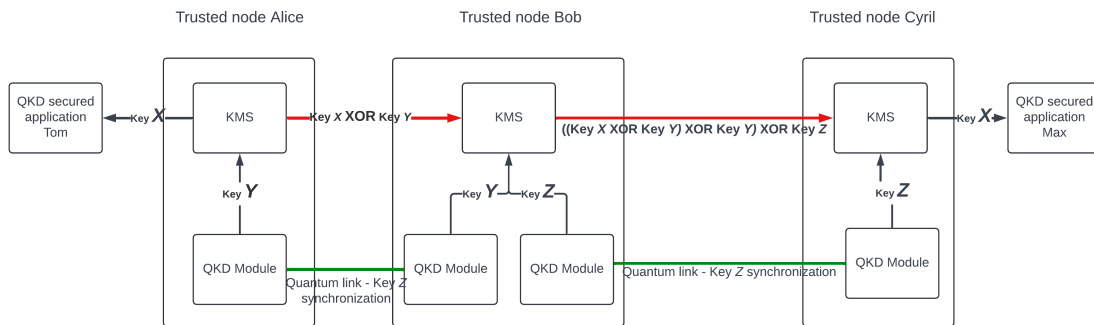 Trusted node Alice
Trusted node Bob
Trusted node Cyril
QKD secured
application
Tom
Key X
KMS
Key X XOR Key Y
KMS
((Key X XOR Key Y) XOR Key Y) XOR Key Z
KMS
Key X
QKD secured
application
Max
Key Y
Key Y
Key Z
Key Z
QKD Module
Quantum link - Key Z
synchronization
QKD Module
QKD Module
Quantum link - Key Z synchronization
QKD Module